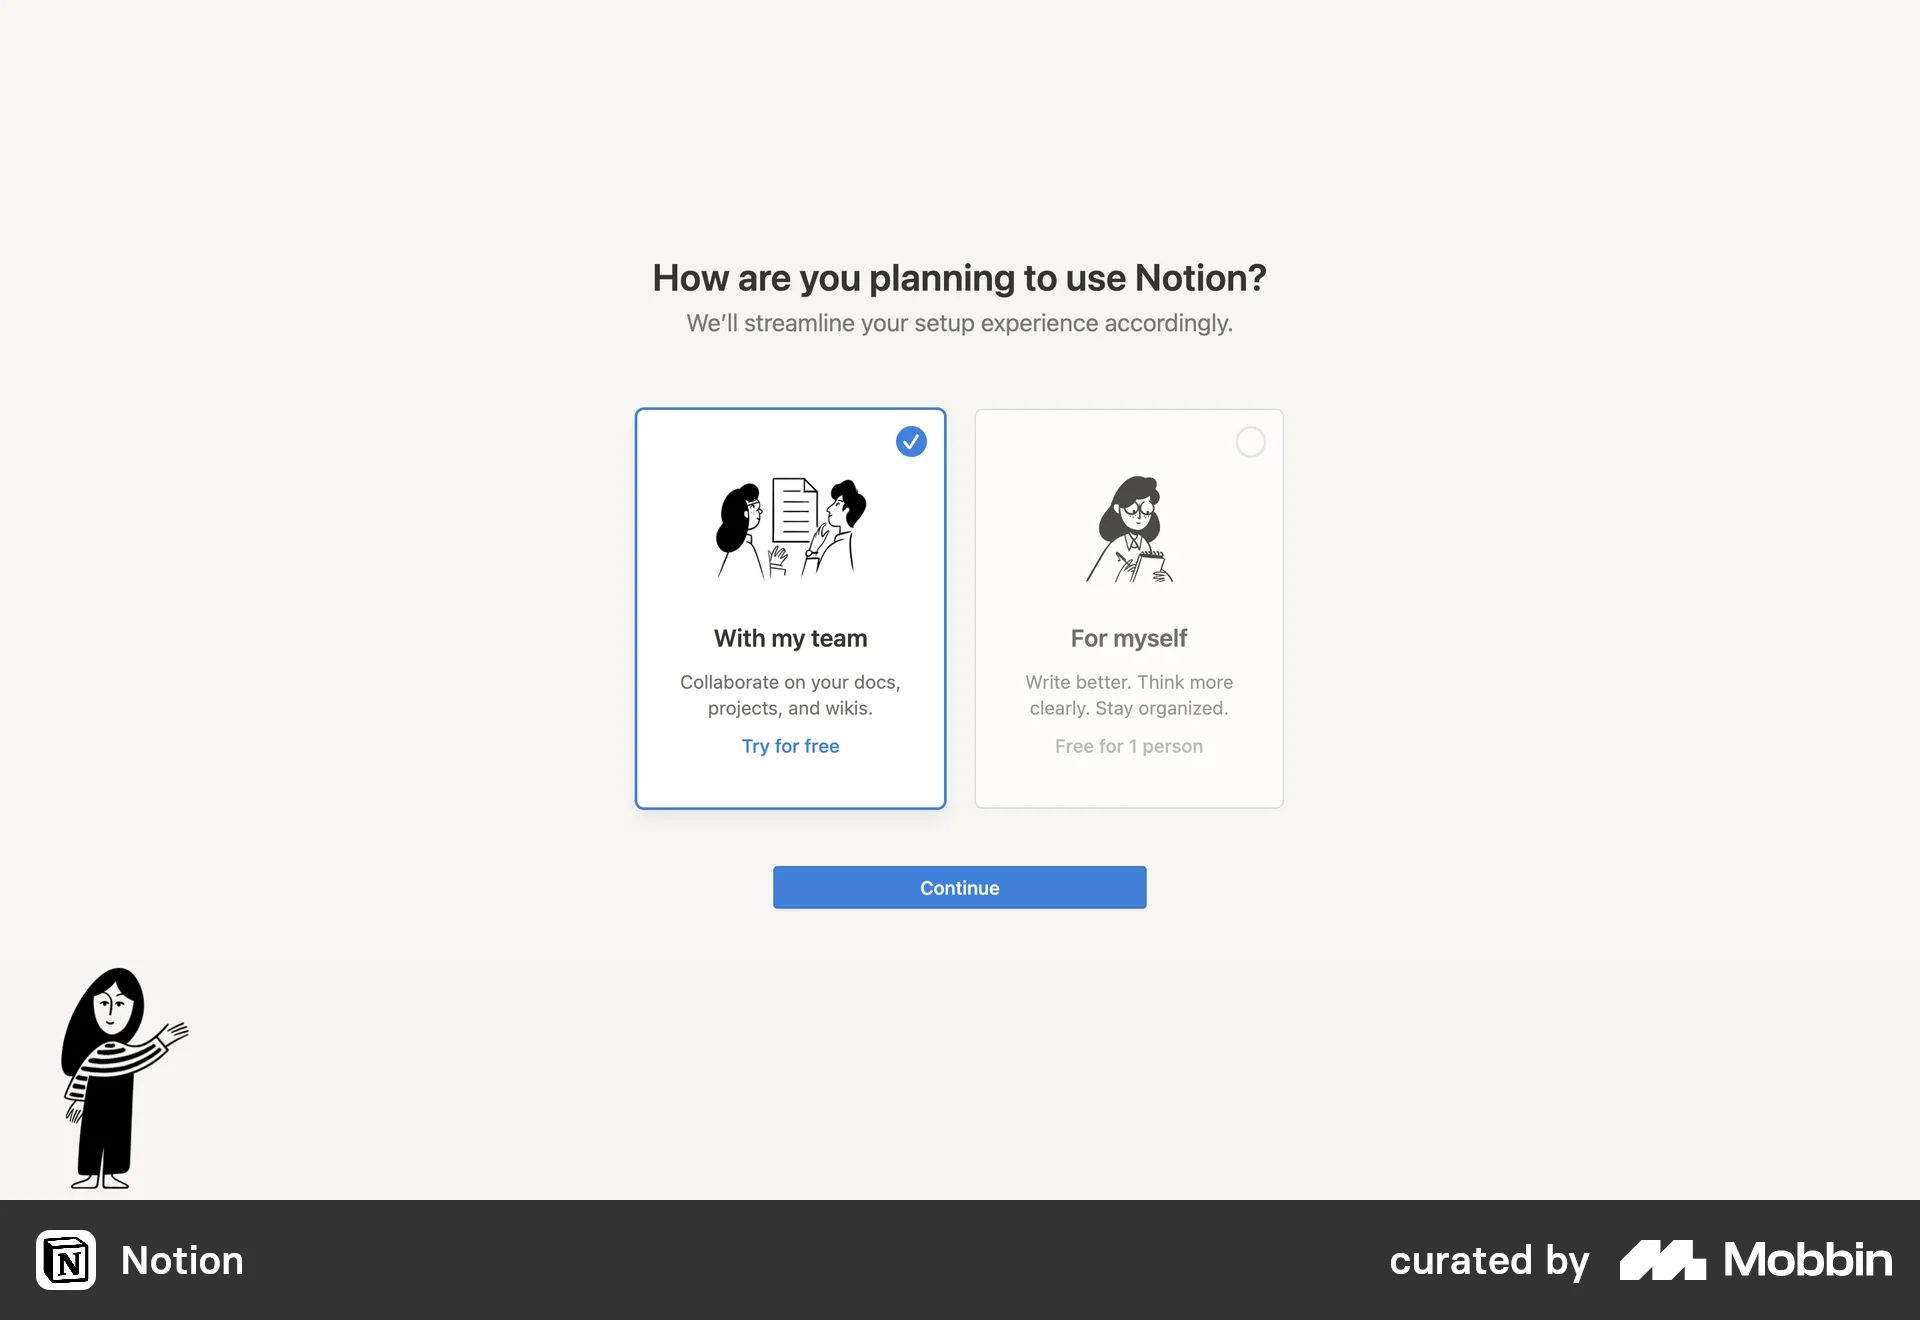 How are you planning to use Notion?
We’ll streamline your setup experience accordingly.
With my team
Collaborate on your docs,
projects, and wikis.
Try for free
For myself
Write better. Think more
clearly. Stay organized.
Free for 1 person
Continue
N
Notion
curated by
Mobbin